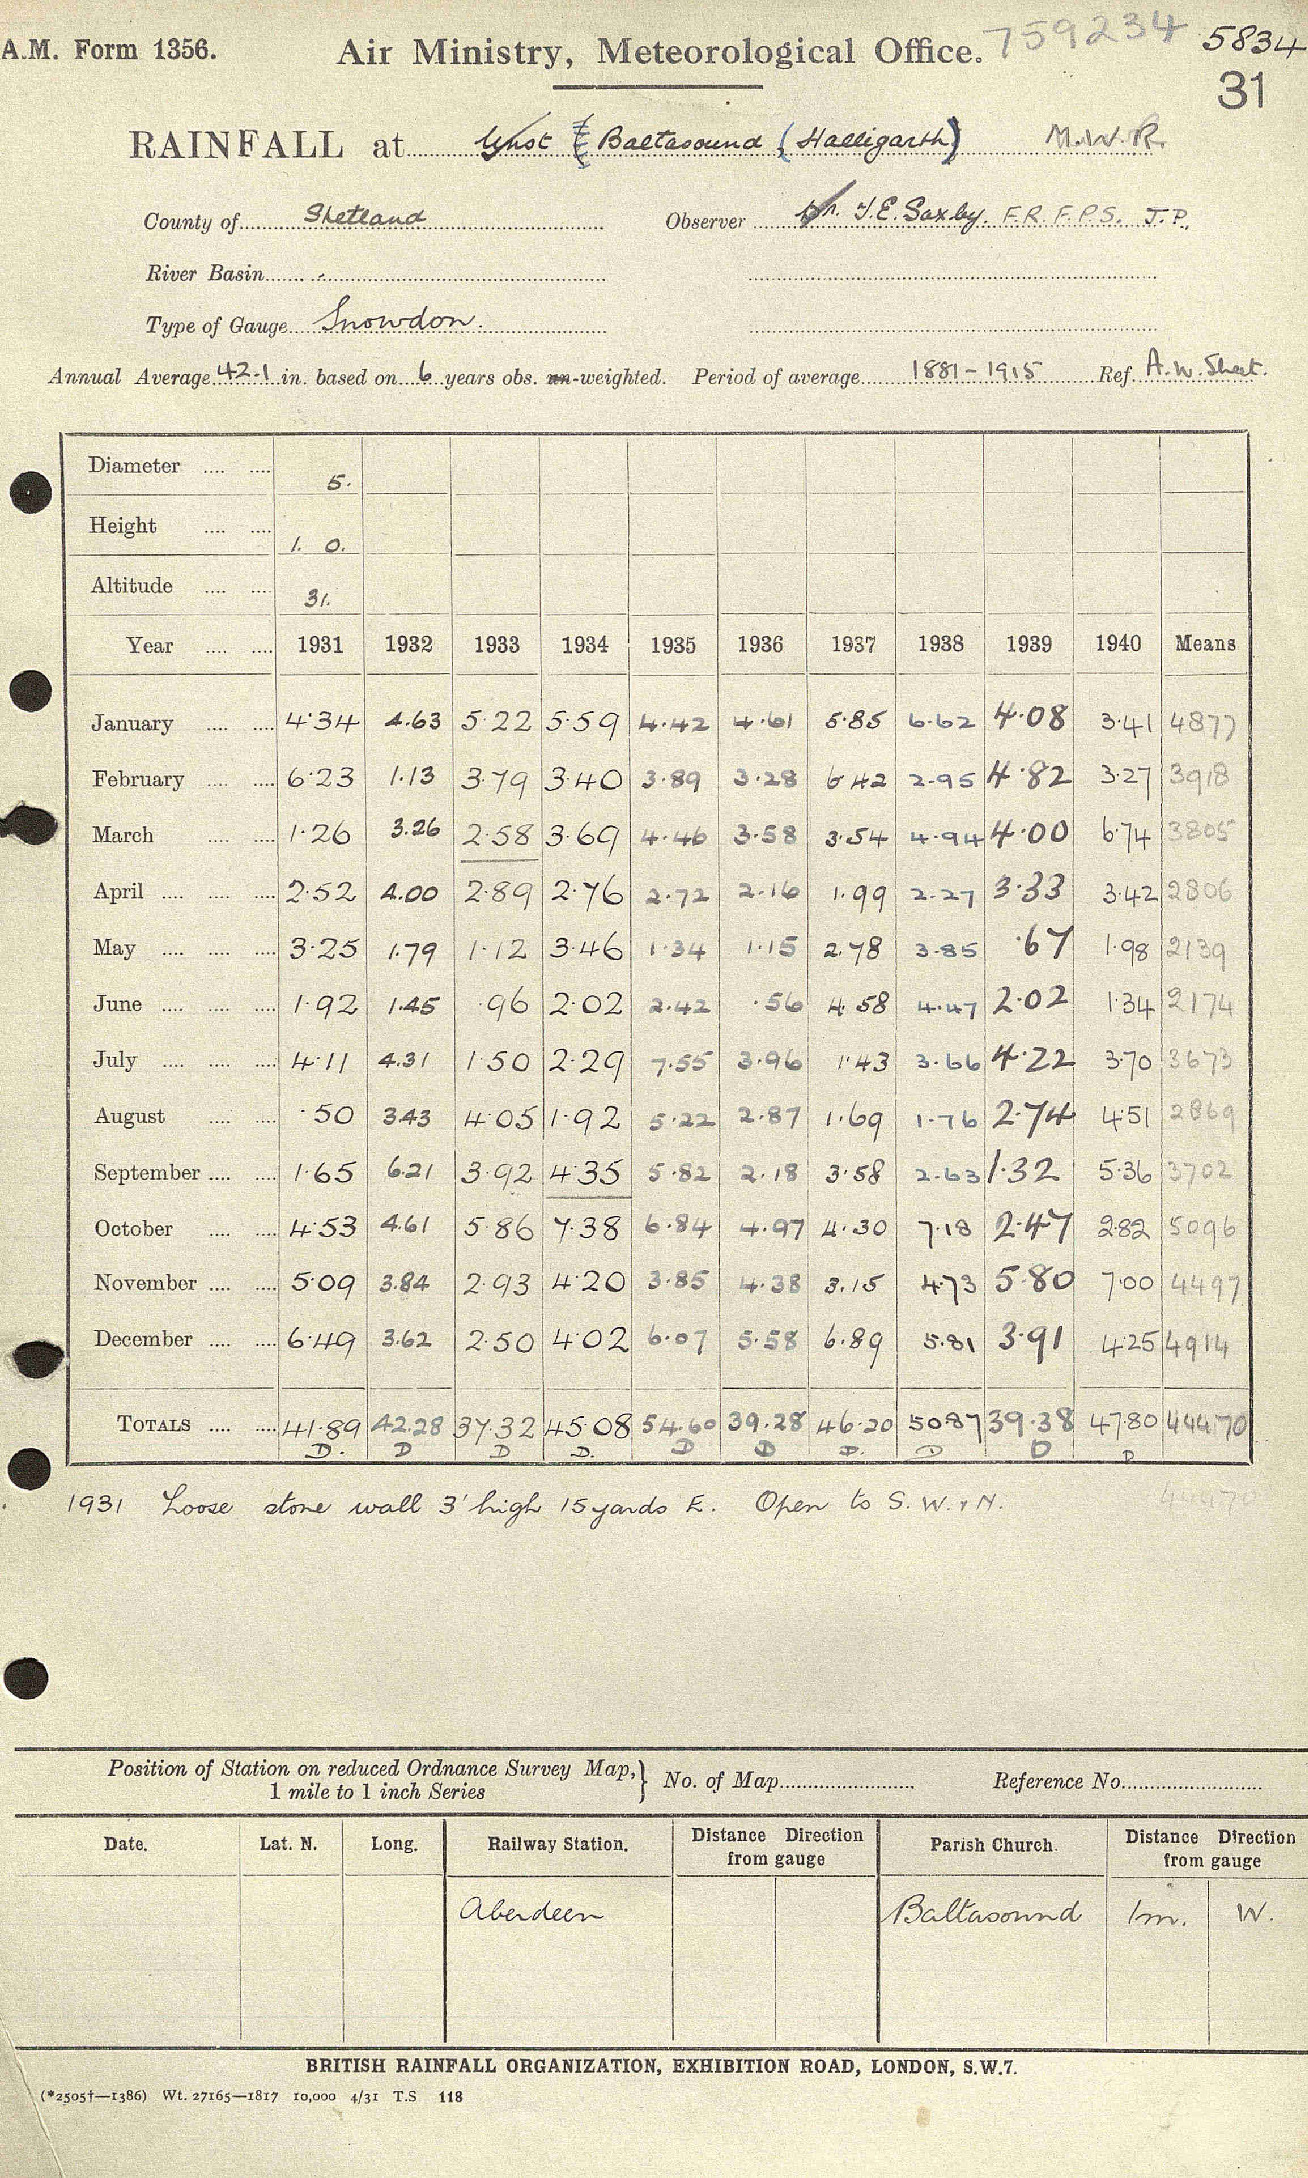 A.M. Form 1356. Air Ministry, Meteorological Office. 759234 5834
31
RAINFALL at Unst Baltasound (Halligarth) M.W.R.
County of Shetland Observer Dr. T.E. Saxby. F.R.F.P.S. J.P.
River Basin
Type of Gauge Snowdon.
Annual Average 42.1 in. based on 6 years obs. un-weighted. Period of average 1881-1915 Ref. A.W. Sheet.
Diameter 5.
Height 1. 0.
Altitude 31.
Year 1931 1932 1933 1934 1935 1936 1937 1938 1939 1940 Means
January 4.34 4.63 5.22 5.59 4.42 4.61 5.85 6.62 4.08 3.41 4877
February 6.23 1.13 3.79 3.40 3.89 3.28 6.42 2.95 4.82 3.27 3918
March 1.26 3.26 2.58 3.69 4.46 3.58 3.54 4.94 4.00 6.74 3805
April 2.52 4.00 2.89 2.76 2.72 2.16 1.99 2.27 3.33 3.42 2806
May 3.25 1.79 1.12 3.46 1.34 1.15 2.78 3.85 .67 1.98 2139
June 1.92 1.45 .96 2.02 2.42 .56 4.58 4.47 2.02 1.34 2174
July 4.11 4.31 1.50 2.29 7.55 3.96 1.43 3.66 4.22 3.70 3673
August .50 3.43 4.05 1.92 5.22 2.87 1.69 1.76 2.74 4.51 2869
September 1.65 6.21 3.92 4.35 5.82 2.18 3.58 2.63 1.32 5.36 3702
October 4.53 4.61 5.86 7.38 6.84 4.97 4.30 7.18 2.47 2.82 5096
November 5.09 3.84 2.93 4.20 3.85 4.38 3.15 4.73 5.80 7.00 4497
December 6.49 3.62 2.50 4.02 6.07 5.58 6.89 5.81 3.91 4.25 4914
TOTALS 41.89 42.28 37.32 45.08 54.60 39.28 46.20 50.87 39.38 47.80 44470
D. D D D. D D D. D D D
1931 Loose stone wall 3' high 15 yards E. Open to S. W. & N. 44470
Position of Station on reduced Ordnance Survey Map, 1 mile to 1 inch Series } No. of Map Reference No.
Date. Lat. N. Long. Railway Station. Distance Direction from gauge Parish Church. Distance Direction from gauge
Aberdeen Baltasound 1m. W.
BRITISH RAINFALL ORGANIZATION, EXHIBITION ROAD, LONDON, S.W.7.
(*2505†—1386) Wt. 27165—1817 10,000 4/31 T.S 118